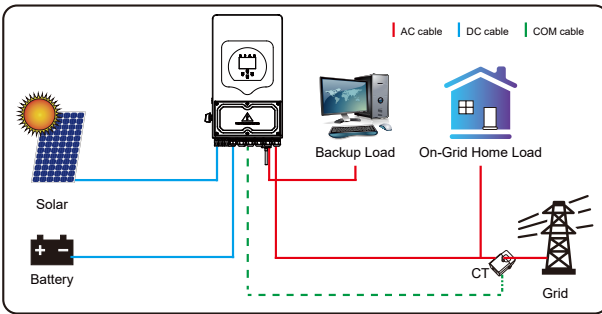 AC cable
DC cable
COM cable
Backup Load
On-Grid Home Load
Solar
Battery
CT
Grid